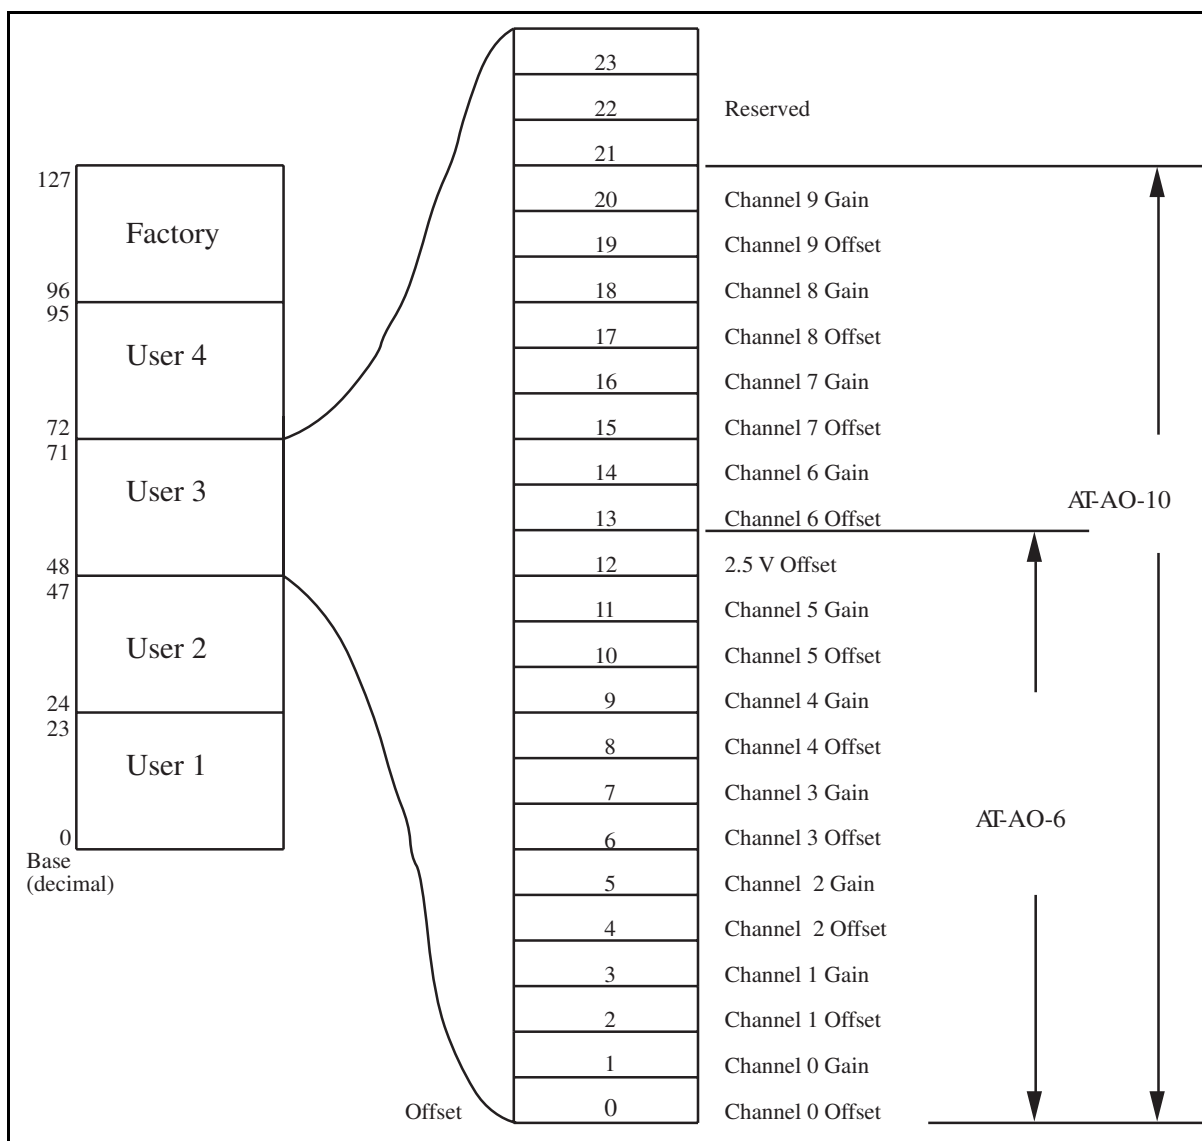 127
Factory
96
95
User 4
72
71
User 3
48
47
User 2
24
23
User 1
0
Base
(decimal)
23
22 Reserved
21
20 Channel 9 Gain
19 Channel 9 Offset
18 Channel 8 Gain
17 Channel 8 Offset
16 Channel 7 Gain
15 Channel 7 Offset
14 Channel 6 Gain
13 Channel 6 Offset
12 2.5 V Offset
11 Channel 5 Gain
10 Channel 5 Offset
9 Channel 4 Gain
8 Channel 4 Offset
7 Channel 3 Gain
6 Channel 3 Offset
5 Channel 2 Gain
4 Channel 2 Offset
3 Channel 1 Gain
2 Channel 1 Offset
1 Channel 0 Gain
Offset 0 Channel 0 Offset
AT-AO-10
AT-AO-6